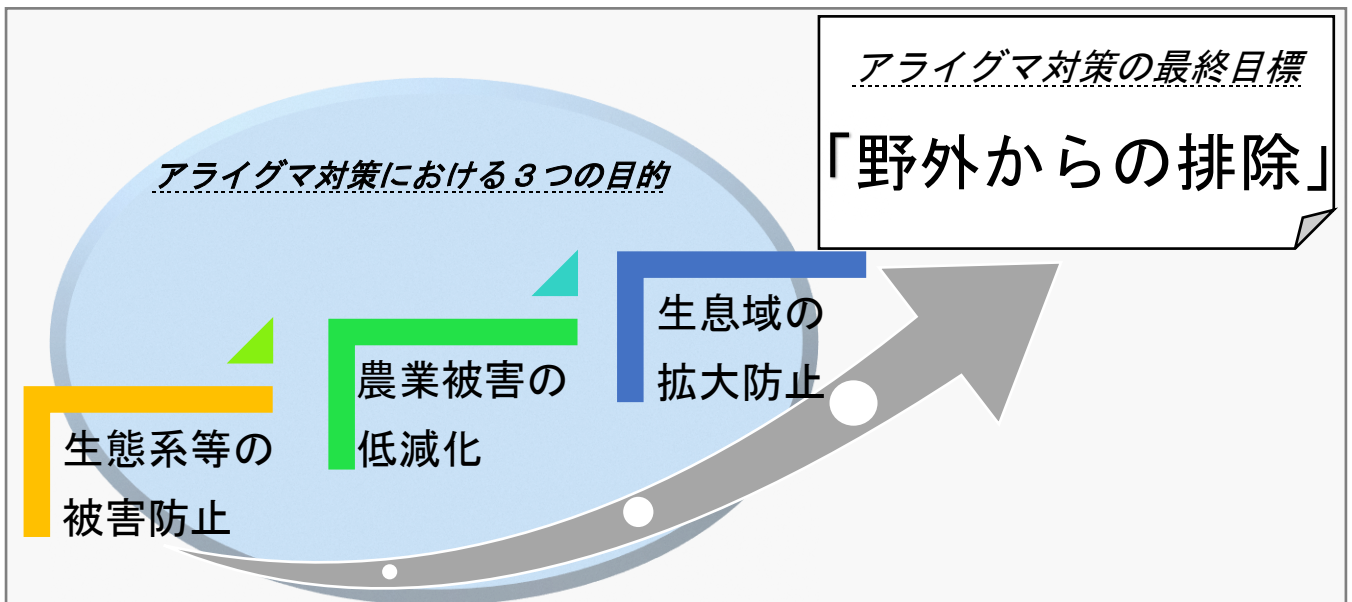 アライグマ対策の最終目標
「野外からの排除」
アライグマ対策における３つの目的
生態系等の
被害防止
農業被害の
低減化
生息域の
拡大防止